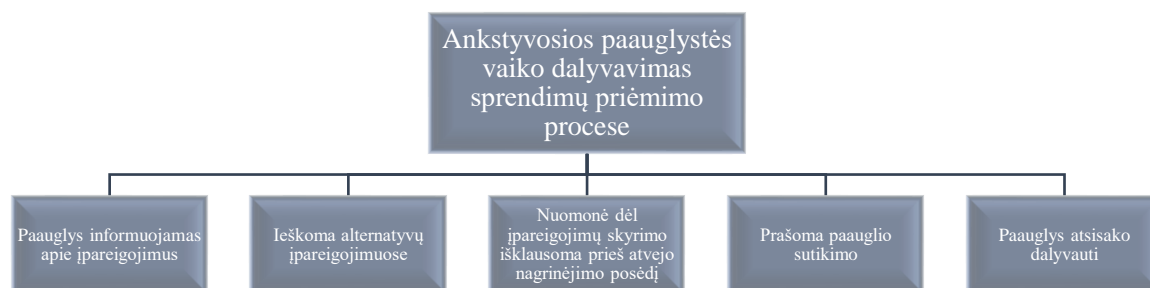 Ankstyvosios paauglystės
vaiko dalyvavimas
sprendimų priėmimo
procese
Paauglys informuojamas
apie įpareigojimus
Ieškoma alternatyvų
įpareigojimuose
Nuomonė dėl
įpareigojimų skyrimo
išklausoma prieš atvejo
nagrinėjimo posėdį
Prašoma paauglio
sutikimo
Paauglys atsisako
dalyvauti